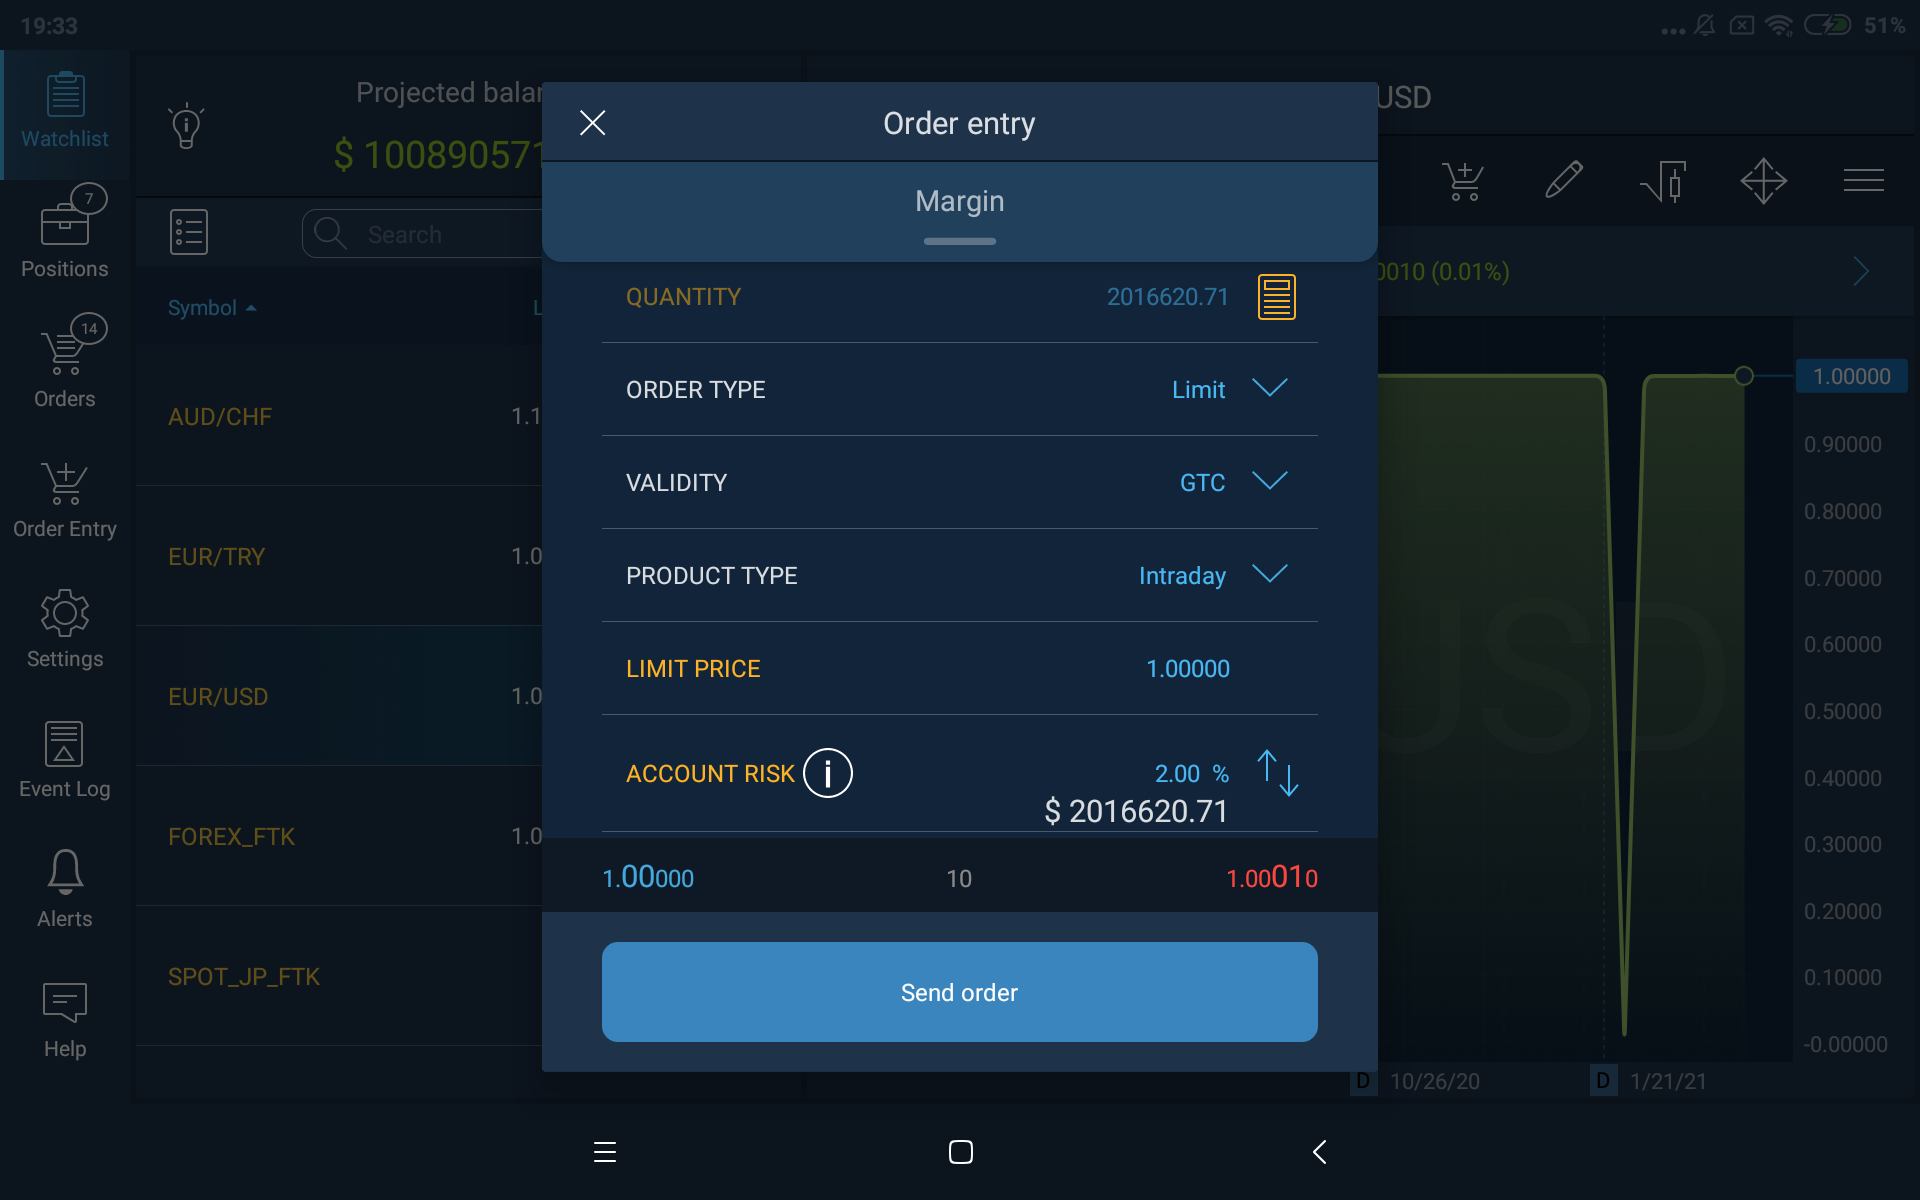 19:33
51%
Watchlist
7
Positions
14
Orders
Order Entry
Settings
Event Log
Alerts
Help
Projected
$ 10089057
Search
Symbol
AUD/CHF
1.1
EUR/TRY
1.0
EUR/USD
1.0
FOREX_FTK
1.0
SPOT_JP_FTK
Order entry
Margin
QUANTITY 2016620.71
ORDER TYPE Limit
VALIDITY GTC
PRODUCT TYPE Intraday
LIMIT PRICE 1.00000
ACCOUNT RISK i 2.00 %
$ 2016620.71
1.00000 10 1.00010
Send order
USD
0010 (0.01%)
USD
1.00000
0.90000
0.80000
0.70000
0.60000
0.50000
0.40000
0.30000
0.20000
0.10000
-0.00000
D 10/26/20 D 1/21/21